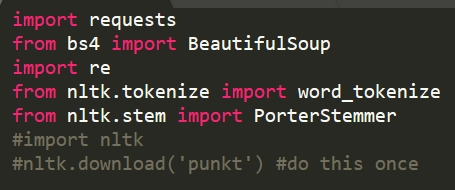 import requests
from bs4 import BeautifulSoup
import re
from nltk.tokenize import word_tokenize
from nltk.stem import PorterStemmer
#import nltk
#nltk.download('punkt') #do this once